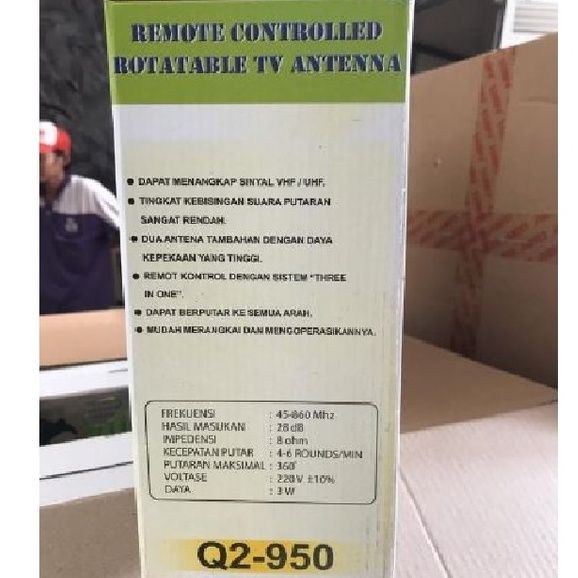 REMOTE CONTROLLED
ROTATABLE TV ANTENNA
• DAPAT MENANGKAP SINYAL VHF / UHF.
• TINGKAT KEBISINGAN SUARA PUTARAN
SANGAT RENDAH.
• DUA ANTENA TAMBAHAN DENGAN DAYA
KEPEKAAN YANG TINGGI.
• REMOT KONTROL DENGAN SISTEM "THREE
IN ONE".
• DAPAT BERPUTAR KE SEMUA ARAH.
• MUDAH MERANGKAI DAN MENGOPERASIKANNYA.
FREKUENSI : 45-860 Mhz
HASIL MASUKAN : 28 dB
IMPEDENSI : 8 ohm
KECEPATAN PUTAR : 4-6 ROUNDS/MIN
PUTARAN MAKSIMAL : 360°
VOLTASE : 220 V ±10%
DAYA : 3 W
Q2-950